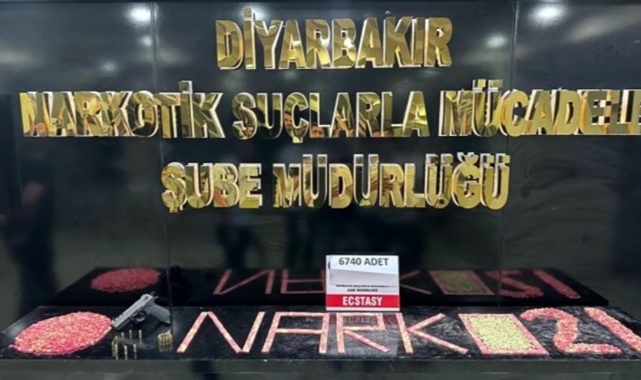 DİYARBAKIR
NARKOTİK SUÇLARLA MÜCADELE
ŞUBE MÜDÜRLÜĞÜ
6740 ADET
ECSTASY
NARKO21